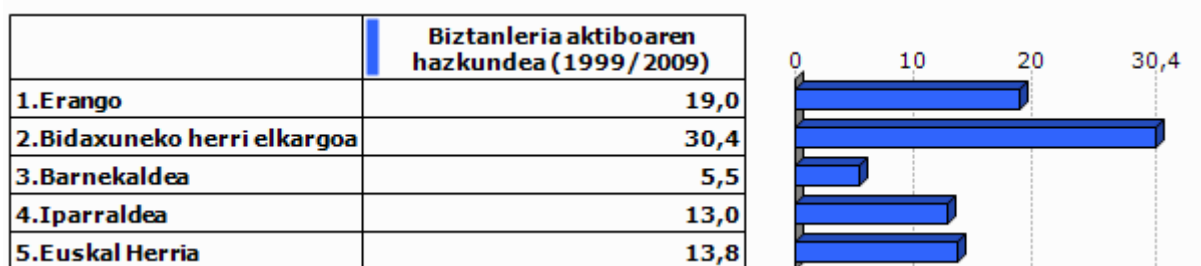 Biztanleria aktiboaren
hazkundea (1999/2009)
0 10 20 30,4
1.Erango 19,0
2.Bidaxuneko herri elkargoa 30,4
3.Barnekaldea 5,5
4.Iparraldea 13,0
5.Euskal Herria 13,8